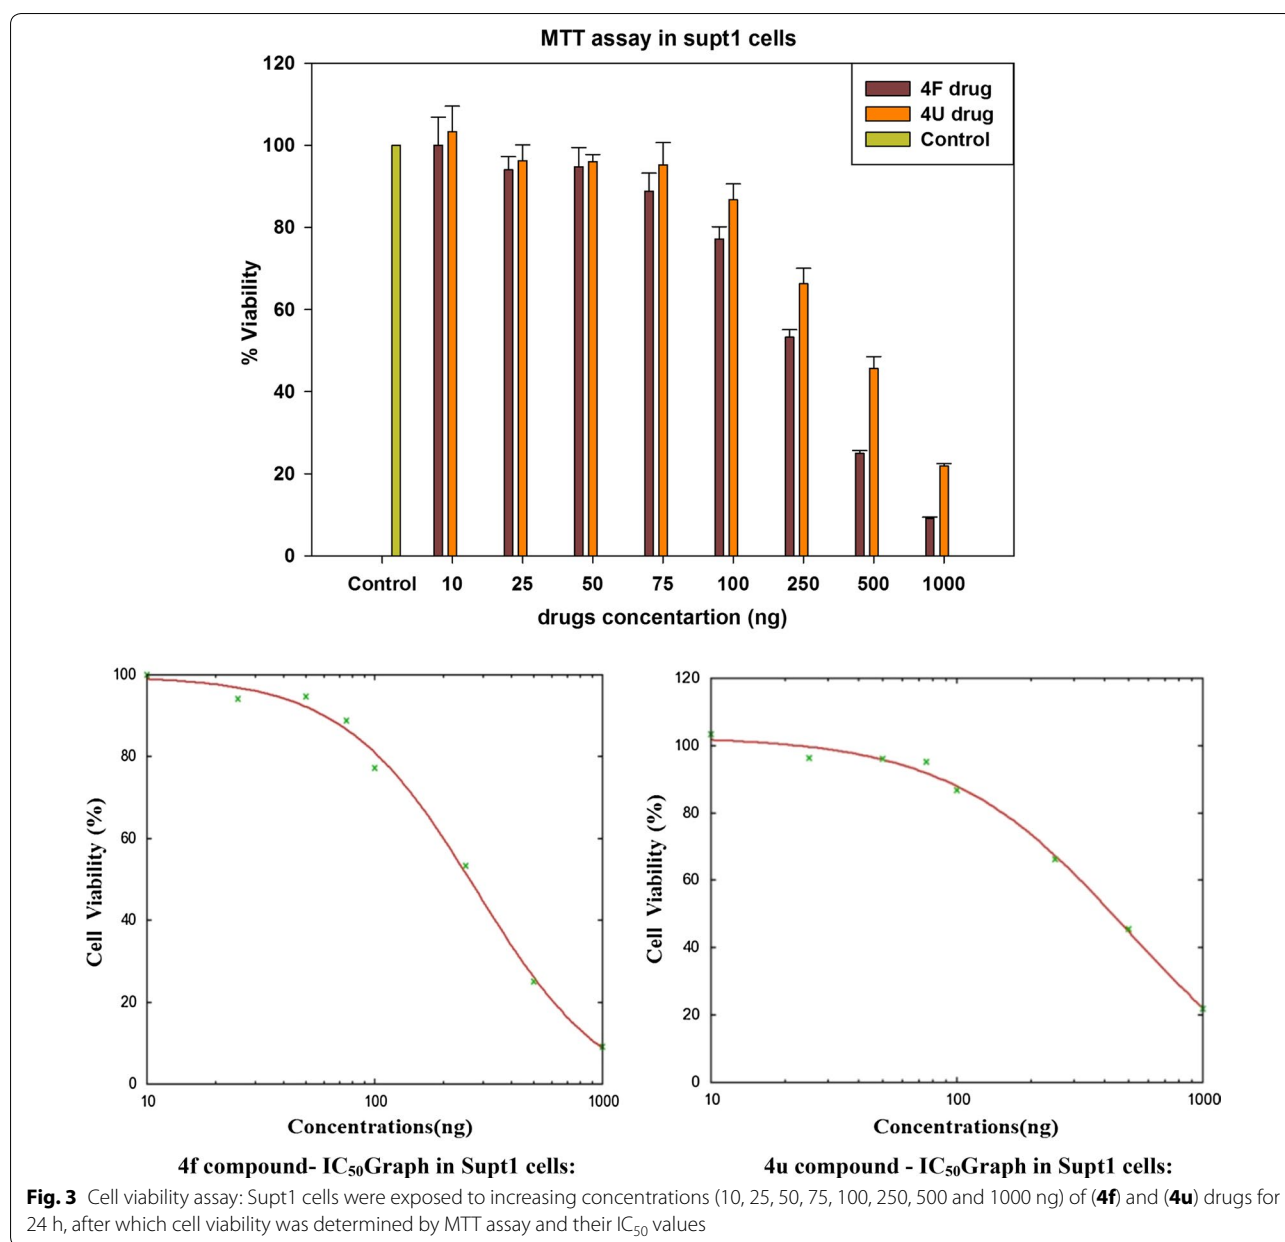 MTT assay in supt1 cells
120
100
80
60
40
20
0
% Viability
4F drug
4U drug
Control
Control 10 25 50 75 100 250 500 1000
drugs concentartion (ng)
100
80
60
40
20
0
Cell Viability (%)
10 100 1000
Concentrations(ng)
4f compound- IC₅₀Graph in Supt1 cells:
120
100
80
60
40
20
0
Cell Viability (%)
10 100 1000
Concentrations(ng)
4u compound - IC₅₀Graph in Supt1 cells:
Fig. 3 Cell viability assay: Supt1 cells were exposed to increasing concentrations (10, 25, 50, 75, 100, 250, 500 and 1000 ng) of (4f) and (4u) drugs for
24 h, after which cell viability was determined by MTT assay and their IC₅₀ values